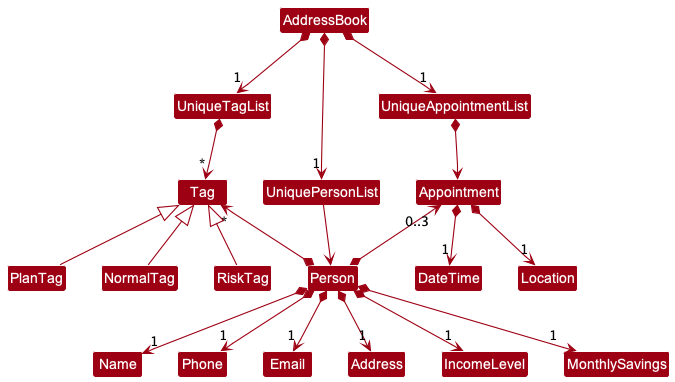 AddressBook
1
1
1
UniqueTagList
UniqueAppointmentList
*
1
Tag
UniquePersonList
Appointment
*
0..3
1
1
PlanTag
NormalTag
RiskTag
Person
DateTime
Location
1
1
1
1
1
1
Name
Phone
Email
Address
IncomeLevel
MonthlySavings